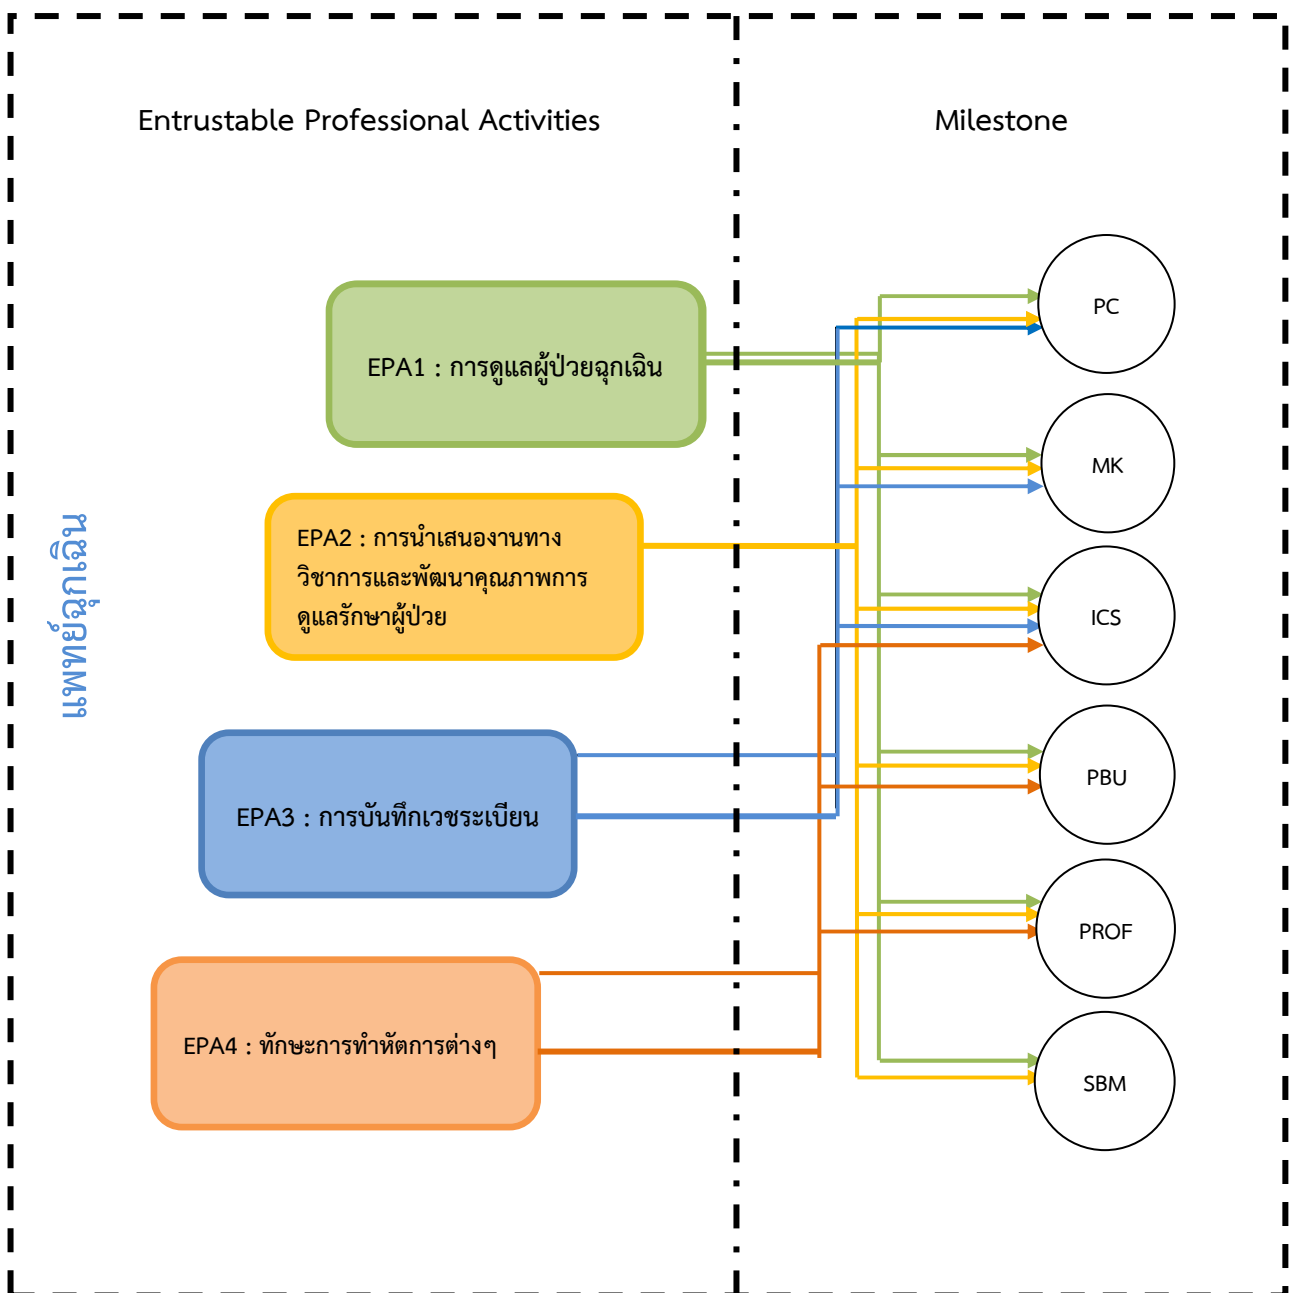 Entrustable Professional Activities
Milestone
แพทย์ฉุกเฉิน
EPA1 : การดูแลผู้ป่วยฉุกเฉิน
EPA2 : การนำเสนองานทาง
วิชาการและพัฒนาคุณภาพการ
ดูแลรักษาผู้ป่วย
EPA3 : การบันทึกเวชระเบียน
EPA4 : ทักษะการทำหัตการต่างๆ
PC
MK
ICS
PBU
PROF
SBM